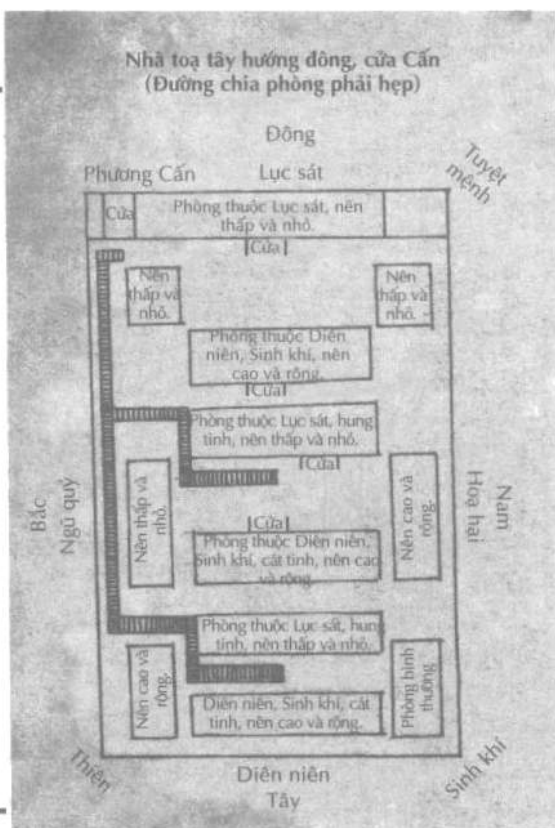 Nhà toạ tây hướng đông, cửa Cấn
(Đường chia phòng phải hẹp)
Đông
Phương Cấn
Lục sát
Tuyệt
mệnh
Cửa
Phòng thuộc Lục sát, nên
thấp và nhỏ.
Cửa
Nên
thấp và
nhỏ.
Nên
thấp và
nhỏ.
Phòng thuộc Diên
niên, Sinh khí, nên
cao và rộng.
Cửa
Phòng thuộc Lục sát, hung
tinh, nên thấp và nhỏ.
Cửa
Bắc
Ngũ quỷ
Nên thấp và
nhỏ.
Nên cao và
rộng.
Hoạ hại
Nam
Cửa
Phòng thuộc Diên niên,
Sinh khí, cát tinh, nên cao
và rộng.
Phòng thuộc Lục sát, hung
tinh, nên thấp và nhỏ.
Nên cao và
rộng.
Phòng bình
thường
Diên niên, Sinh khí, cát
tinh, nên cao và rộng.
Thiên
Diên niên
Tây
Sinh khí